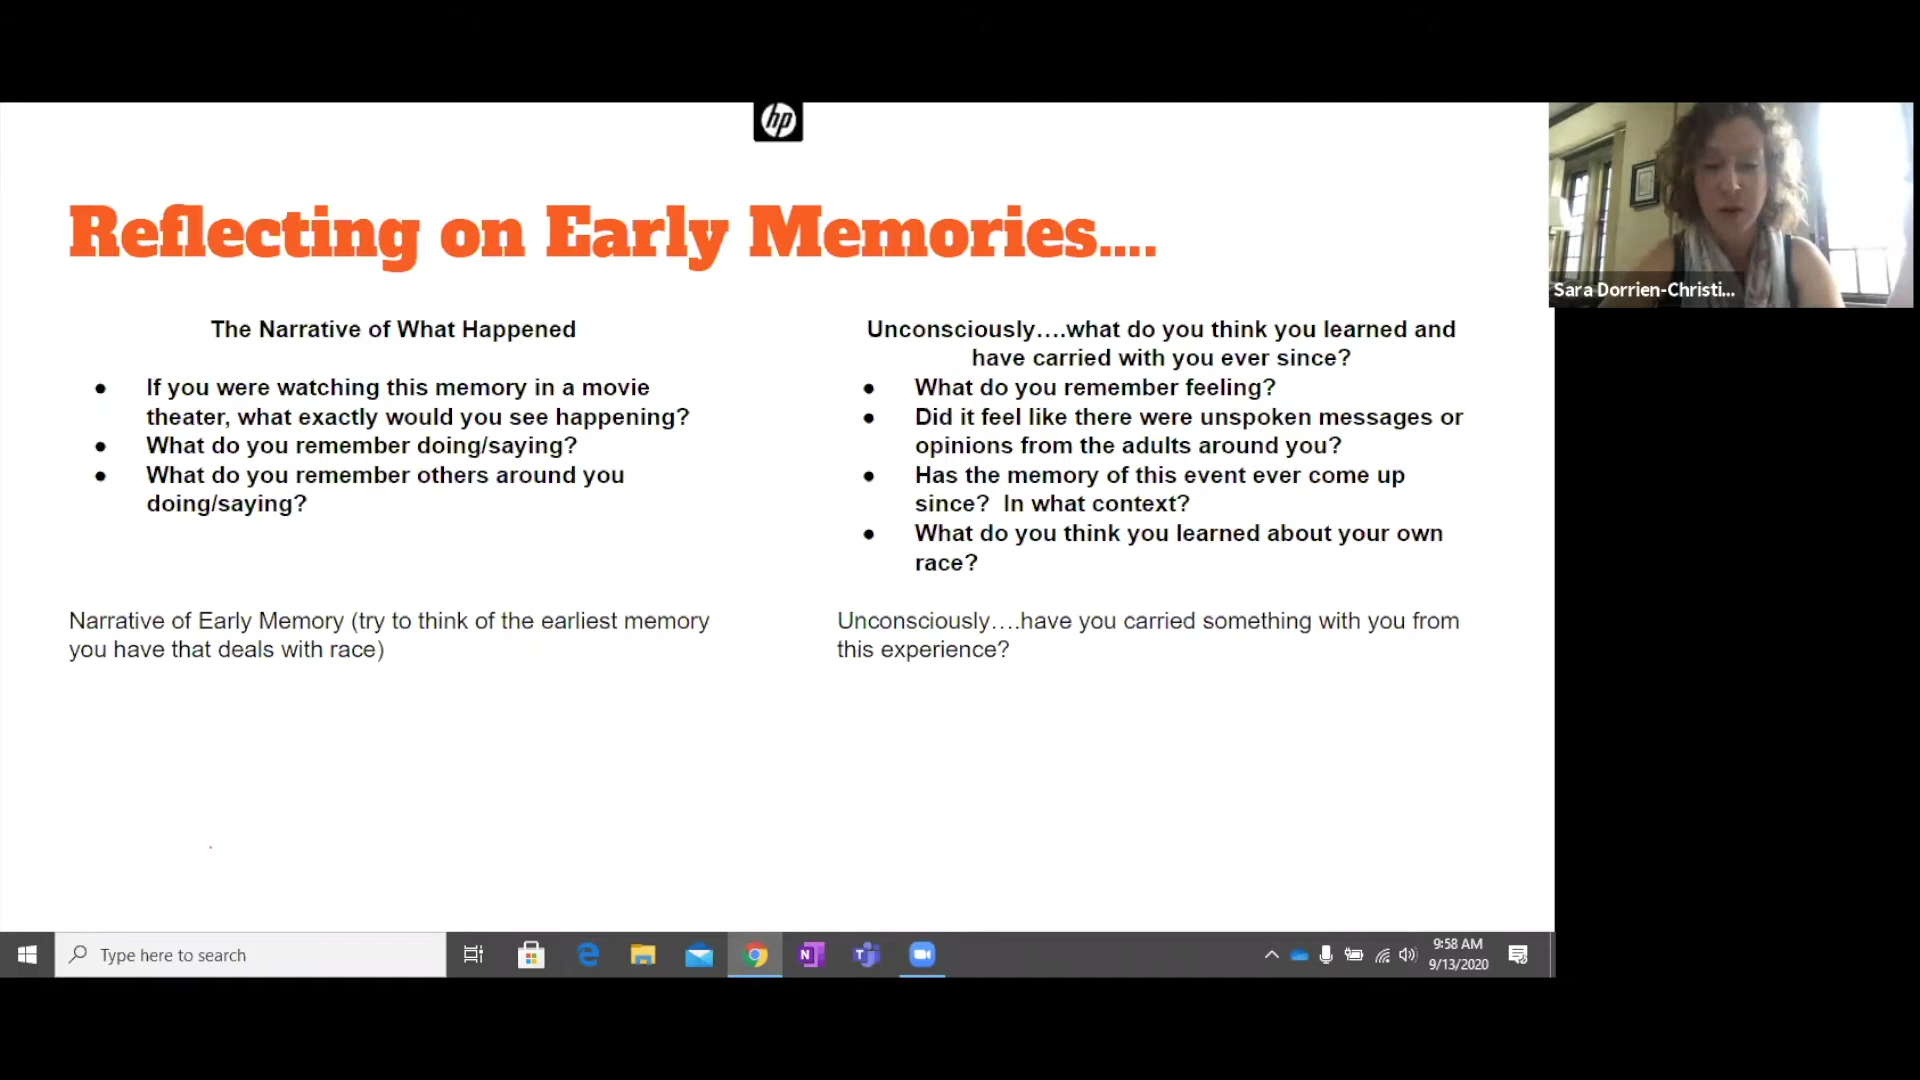 hp
Reflecting on Early Memories....
The Narrative of What Happened
● If you were watching this memory in a movie
theater, what exactly would you see happening?
● What do you remember doing/saying?
● What do you remember others around you
doing/saying?
Narrative of Early Memory (try to think of the earliest memory
you have that deals with race)
Unconsciously….what do you think you learned and
have carried with you ever since?
● What do you remember feeling?
● Did it feel like there were unspoken messages or
opinions from the adults around you?
● Has the memory of this event ever come up
since?  In what context?
● What do you think you learned about your own
race?
Unconsciously….have you carried something with you from
this experience?
Sara Dorrien-Christi...
Type here to search
9:58 AM
9/13/2020